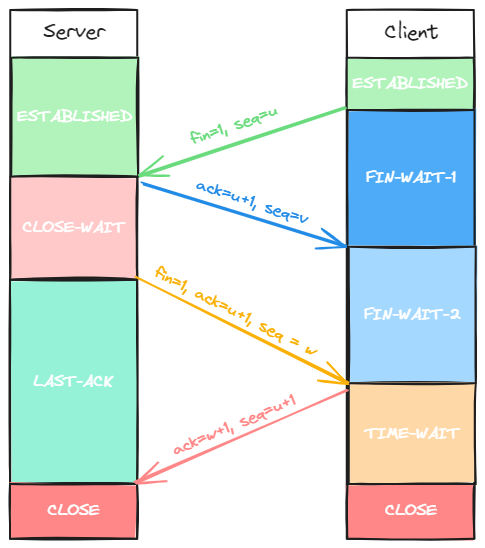 Server
Client
ESTABLISHED
ESTABLISHED
fin=1, seq=u
FIN-WAIT-1
ack=u+1, seq=v
CLOSE-WAIT
fin=1, ack=u+1, seq = w
FIN-WAIT-2
LAST-ACK
ack=w+1, seq=u+1
TIME-WAIT
CLOSE
CLOSE